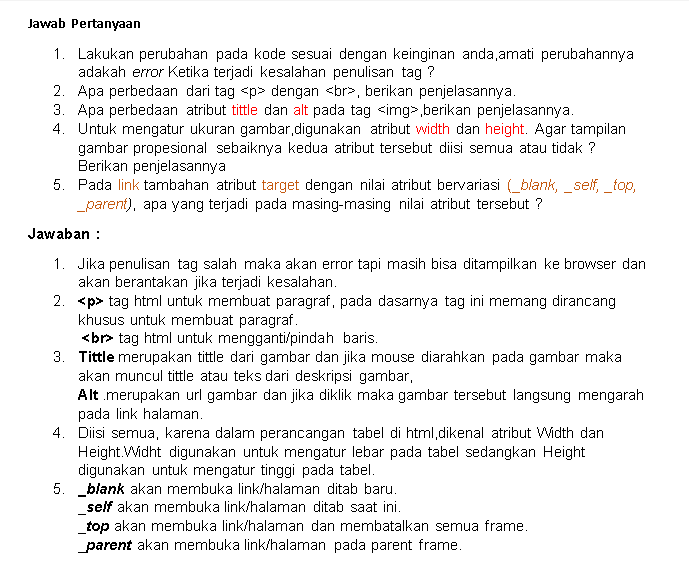 Jawab Pertanyaan
1. Lakukan perubahan pada kode sesuai dengan keinginan anda,amati perubahannya
adakah error Ketika terjadi kesalahan penulisan tag ?
2. Apa perbedaan dari tag <p> dengan <br>, berikan penjelasannya.
3. Apa perbedaan atribut tittle dan alt pada tag <img>,berikan penjelasannya.
4. Untuk mengatur ukuran gambar,digunakan atribut width dan height. Agar tampilan
gambar propesional sebaiknya kedua atribut tersebut diisi semua atau tidak ?
Berikan penjelasannya
5. Pada link tambahan atribut target dengan nilai atribut bervariasi (_blank, _self, _top,
_parent), apa yang terjadi pada masing-masing nilai atribut tersebut ?
Jawaban :
1. Jika penulisan tag salah maka akan error tapi masih bisa ditampilkan ke browser dan
akan berantakan jika terjadi kesalahan.
2. <p> tag html untuk membuat paragraf, pada dasarnya tag ini memang dirancang
khusus untuk membuat paragraf.
<br> tag html untuk mengganti/pindah baris.
3. Tittle merupakan tittle dari gambar dan jika mouse diarahkan pada gambar maka
akan muncul tittle atau teks dari deskripsi gambar,
Alt .merupakan url gambar dan jika diklik maka gambar tersebut langsung mengarah
pada link halaman.
4. Diisi semua, karena dalam perancangan tabel di html,dikenal atribut Width dan
Height.Widht digunakan untuk mengatur lebar pada tabel sedangkan Height
digunakan untuk mengatur tinggi pada tabel.
5. _blank akan membuka link/halaman ditab baru.
_self akan membuka link/halaman ditab saat ini.
_top akan membuka link/halaman dan membatalkan semua frame.
_parent akan membuka link/halaman pada parent frame.